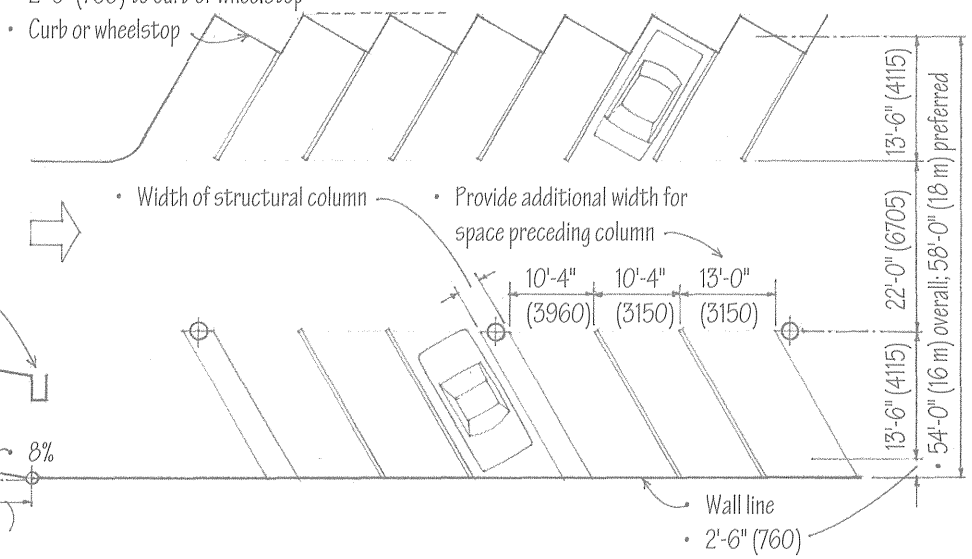 2'-6" (760) to curb or wheelstop
• Curb or wheelstop
• Width of structural column
• Provide additional width for
space preceding column
10'-4" 10'-4" 13'-0"
(3960) (3150) (3150)
13'-6" (4115)
22'-0" (6705)
13'-6" (4115)
• 54'-0" (16 m) overall; 58'-0" (18 m) preferred
• 8%
• Wall line
• 2'-6" (760)
)